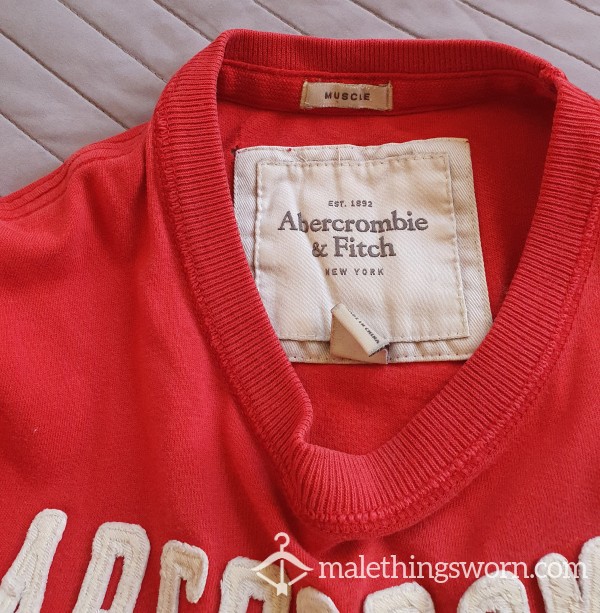 MUSCLE
EST. 1892
Abercrombie
& Fitch
NEW YORK
malethingsworn.com